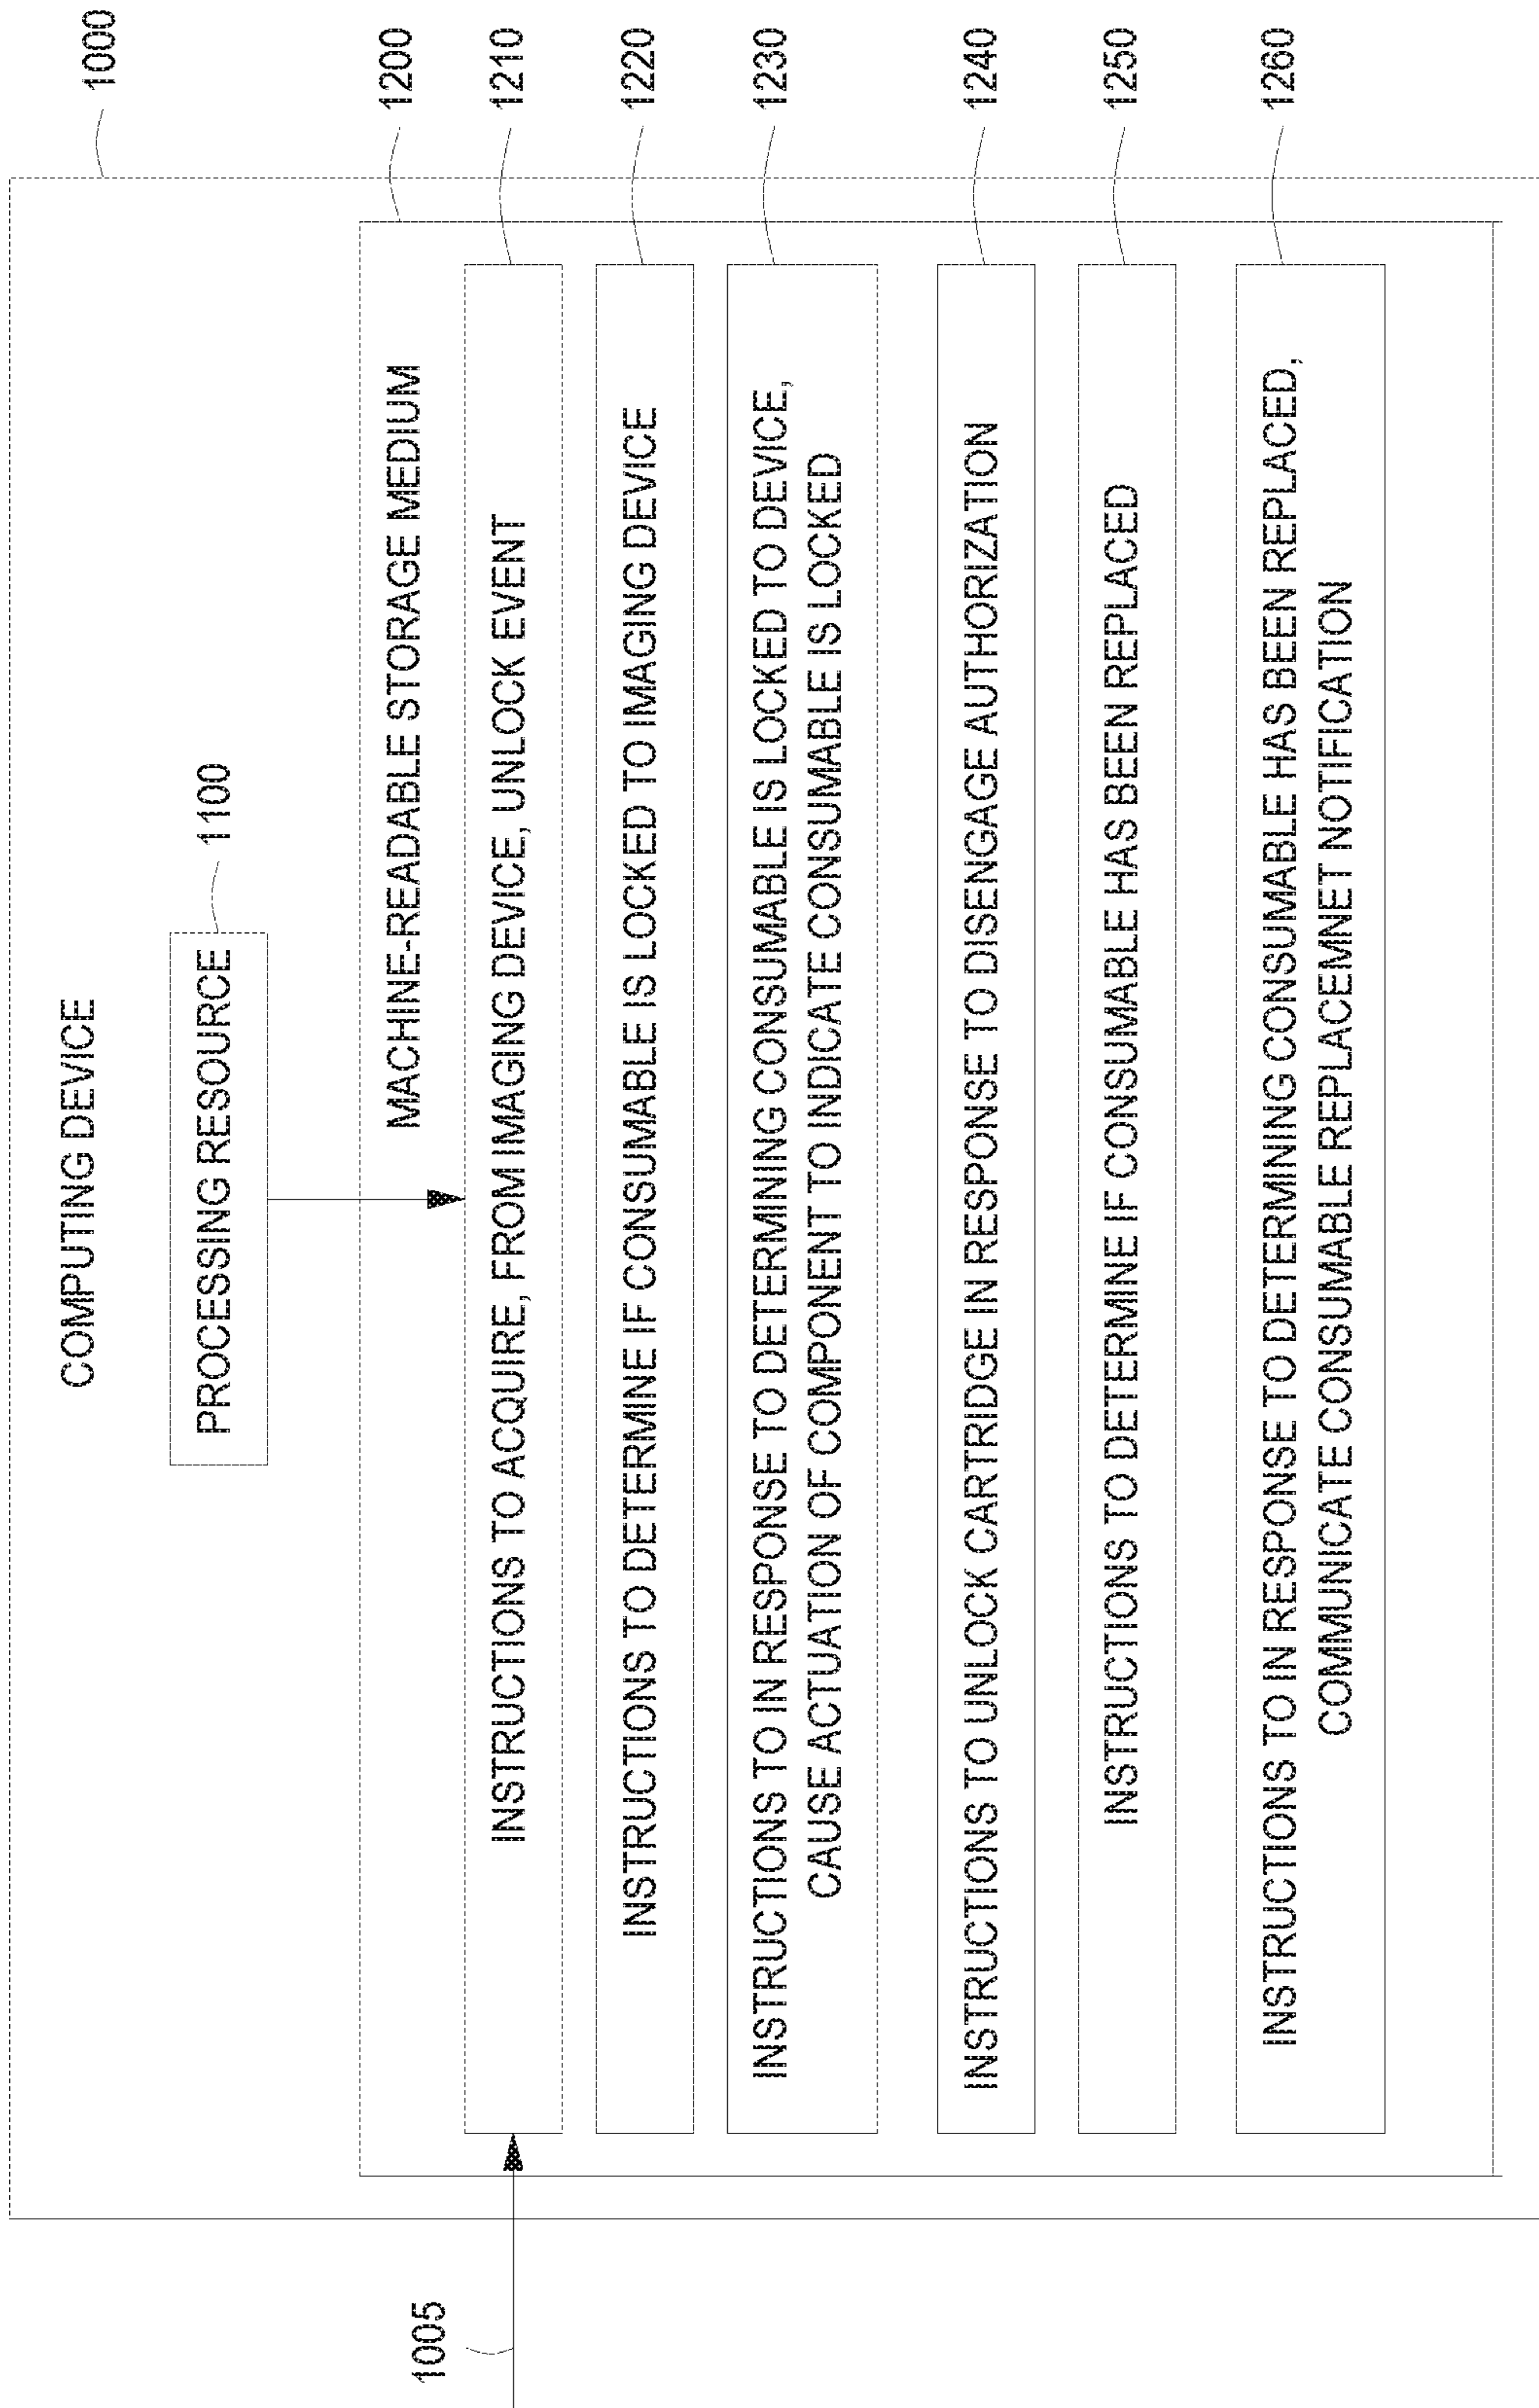 COMPUTING DEVICE
1000
PROCESSING RESOURCE
1100
MACHINE-READABLE STORAGE MEDIUM
1200
1005
INSTRUCTIONS TO ACQUIRE, FROM IMAGING DEVICE, UNLOCK EVENT
1210
INSTRUCTIONS TO DETERMINE IF CONSUMABLE IS LOCKED TO IMAGING DEVICE
1220
INSTRUCTIONS TO IN RESPONSE TO DETERMINING CONSUMABLE IS LOCKED TO DEVICE,
CAUSE ACTUATION OF COMPONENT TO INDICATE CONSUMABLE IS LOCKED
1230
INSTRUCTIONS TO UNLOCK CARTRIDGE IN RESPONSE TO DISENGAGE AUTHORIZATION
1240
INSTRUCTIONS TO DETERMINE IF CONSUMABLE HAS BEEN REPLACED
1250
INSTRUCTIONS TO IN RESPONSE TO DETERMINING CONSUMABLE HAS BEEN REPLACED,
COMMUNICATE CONSUMABLE REPLACEMNET NOTIFICATION
1260